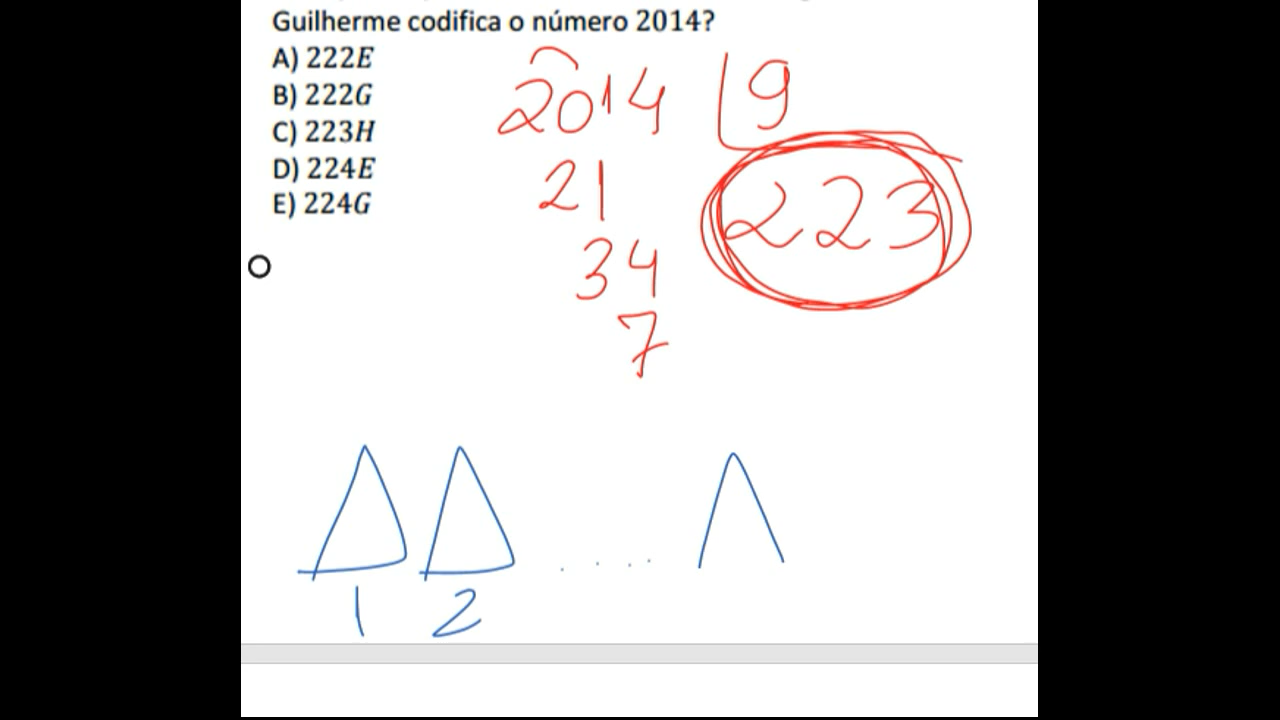 Guilherme codifica o número 2014?
A) 222E
B) 222G
C) 223H
D) 224E
E) 224G
2014 9
21 223
34
7
1 2